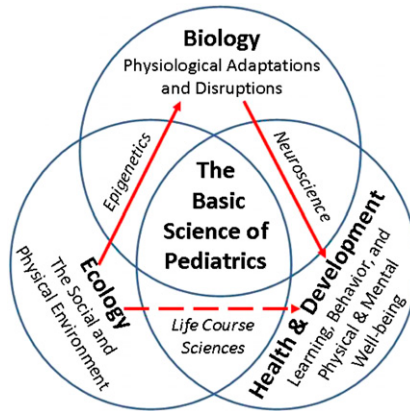 Biology
Physiological Adaptations
and Disruptions
Epigenetics
Neuroscience
The
Basic
Science of
Pediatrics
Ecology
The Social and
Physical Environment
Life Course
Sciences
Health & Development
Learning, Behavior, and
Physical & Mental
Well-being